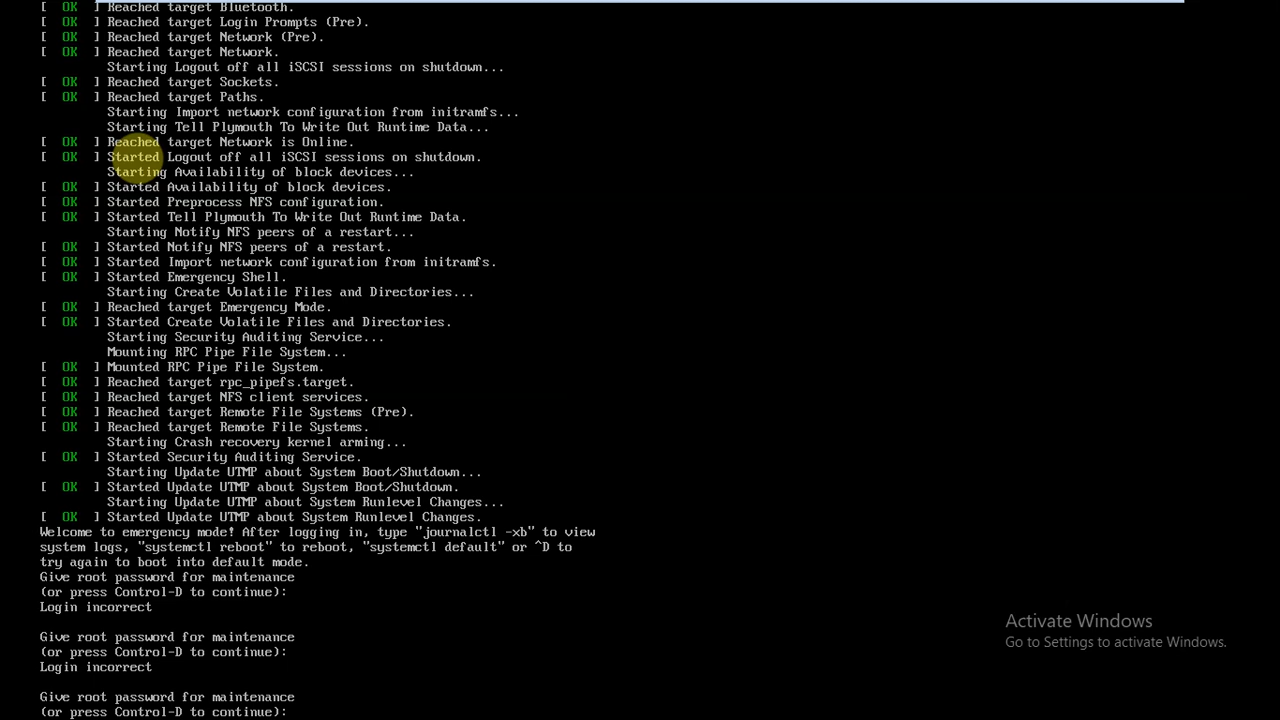 [  OK  ] Reached target Bluetooth.
[  OK  ] Reached target Login Prompts (Pre).
[  OK  ] Reached target Network (Pre).
[  OK  ] Reached target Network.
Starting Logout off all iSCSI sessions on shutdown...
[  OK  ] Reached target Sockets.
[  OK  ] Reached target Paths.
Starting Import network configuration from initramfs...
Starting Tell Plymouth To Write Out Runtime Data...
[  OK  ] Reached target Network is Online.
[  OK  ] Started Logout off all iSCSI sessions on shutdown.
Starting Availability of block devices...
[  OK  ] Started Availability of block devices.
[  OK  ] Started Preprocess NFS configuration.
[  OK  ] Started Tell Plymouth To Write Out Runtime Data.
Starting Notify NFS peers of a restart...
[  OK  ] Started Notify NFS peers of a restart.
[  OK  ] Started Import network configuration from initramfs.
[  OK  ] Started Emergency Shell.
Starting Create Volatile Files and Directories...
[  OK  ] Reached target Emergency Mode.
[  OK  ] Started Create Volatile Files and Directories.
Starting Security Auditing Service...
Mounting RPC Pipe File System...
[  OK  ] Mounted RPC Pipe File System.
[  OK  ] Reached target rpc_pipefs.target.
[  OK  ] Reached target NFS client services.
[  OK  ] Reached target Remote File Systems (Pre).
[  OK  ] Reached target Remote File Systems.
Starting Crash recovery kernel arming...
[  OK  ] Started Security Auditing Service.
Starting Update UTMP about System Boot/Shutdown...
[  OK  ] Started Update UTMP about System Boot/Shutdown.
Starting Update UTMP about System Runlevel Changes...
[  OK  ] Started Update UTMP about System Runlevel Changes.
Welcome to emergency mode! After logging in, type "journalctl -xb" to view
system logs, "systemctl reboot" to reboot, "systemctl default" or ^D to
try again to boot into default mode.
Give root password for maintenance
(or press Control-D to continue):
Login incorrect
Give root password for maintenance
(or press Control-D to continue):
Login incorrect
Give root password for maintenance
(or press Control-D to continue):
Activate Windows
Go to Settings to activate Windows.